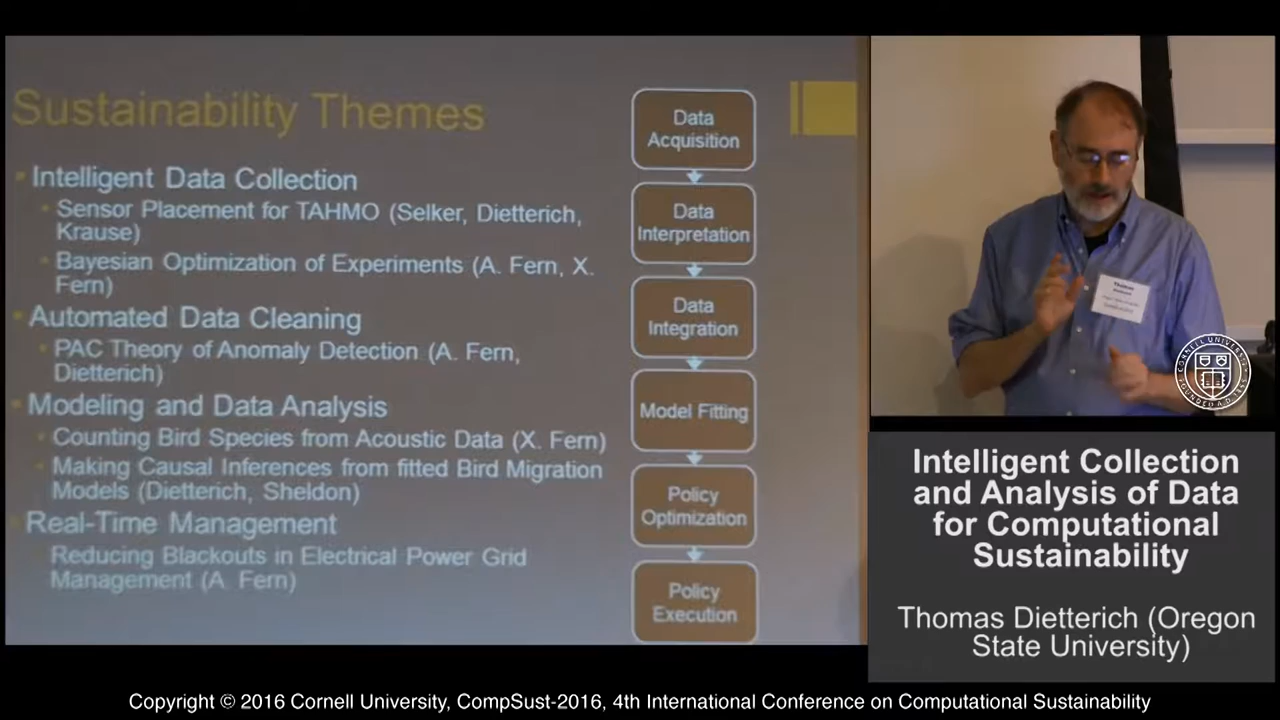 Sustainability Themes
Intelligent Data Collection
Sensor Placement for TAHMO (Selker, Dietterich,
Krause)
Bayesian Optimization of Experiments (A. Fern, X.
Fern)
Automated Data Cleaning
PAC Theory of Anomaly Detection (A. Fern,
Dietterich)
Modeling and Data Analysis
Counting Bird Species from Acoustic Data (X. Fern)
Making Causal Inferences from fitted Bird Migration
Models (Dietterich, Sheldon)
Real-Time Management
Reducing Blackouts in Electrical Power Grid
Management (A. Fern)
Data
Acquisition
Data
Interpretation
Data
Integration
Model Fitting
Policy
Optimization
Policy
Execution
Thomas
Intelligent Collection
and Analysis of Data
for Computational
Sustainability
Thomas Dietterich (Oregon
State University)
Copyright © 2016 Cornell University, CompSust-2016, 4th International Conference on Computational Sustainability